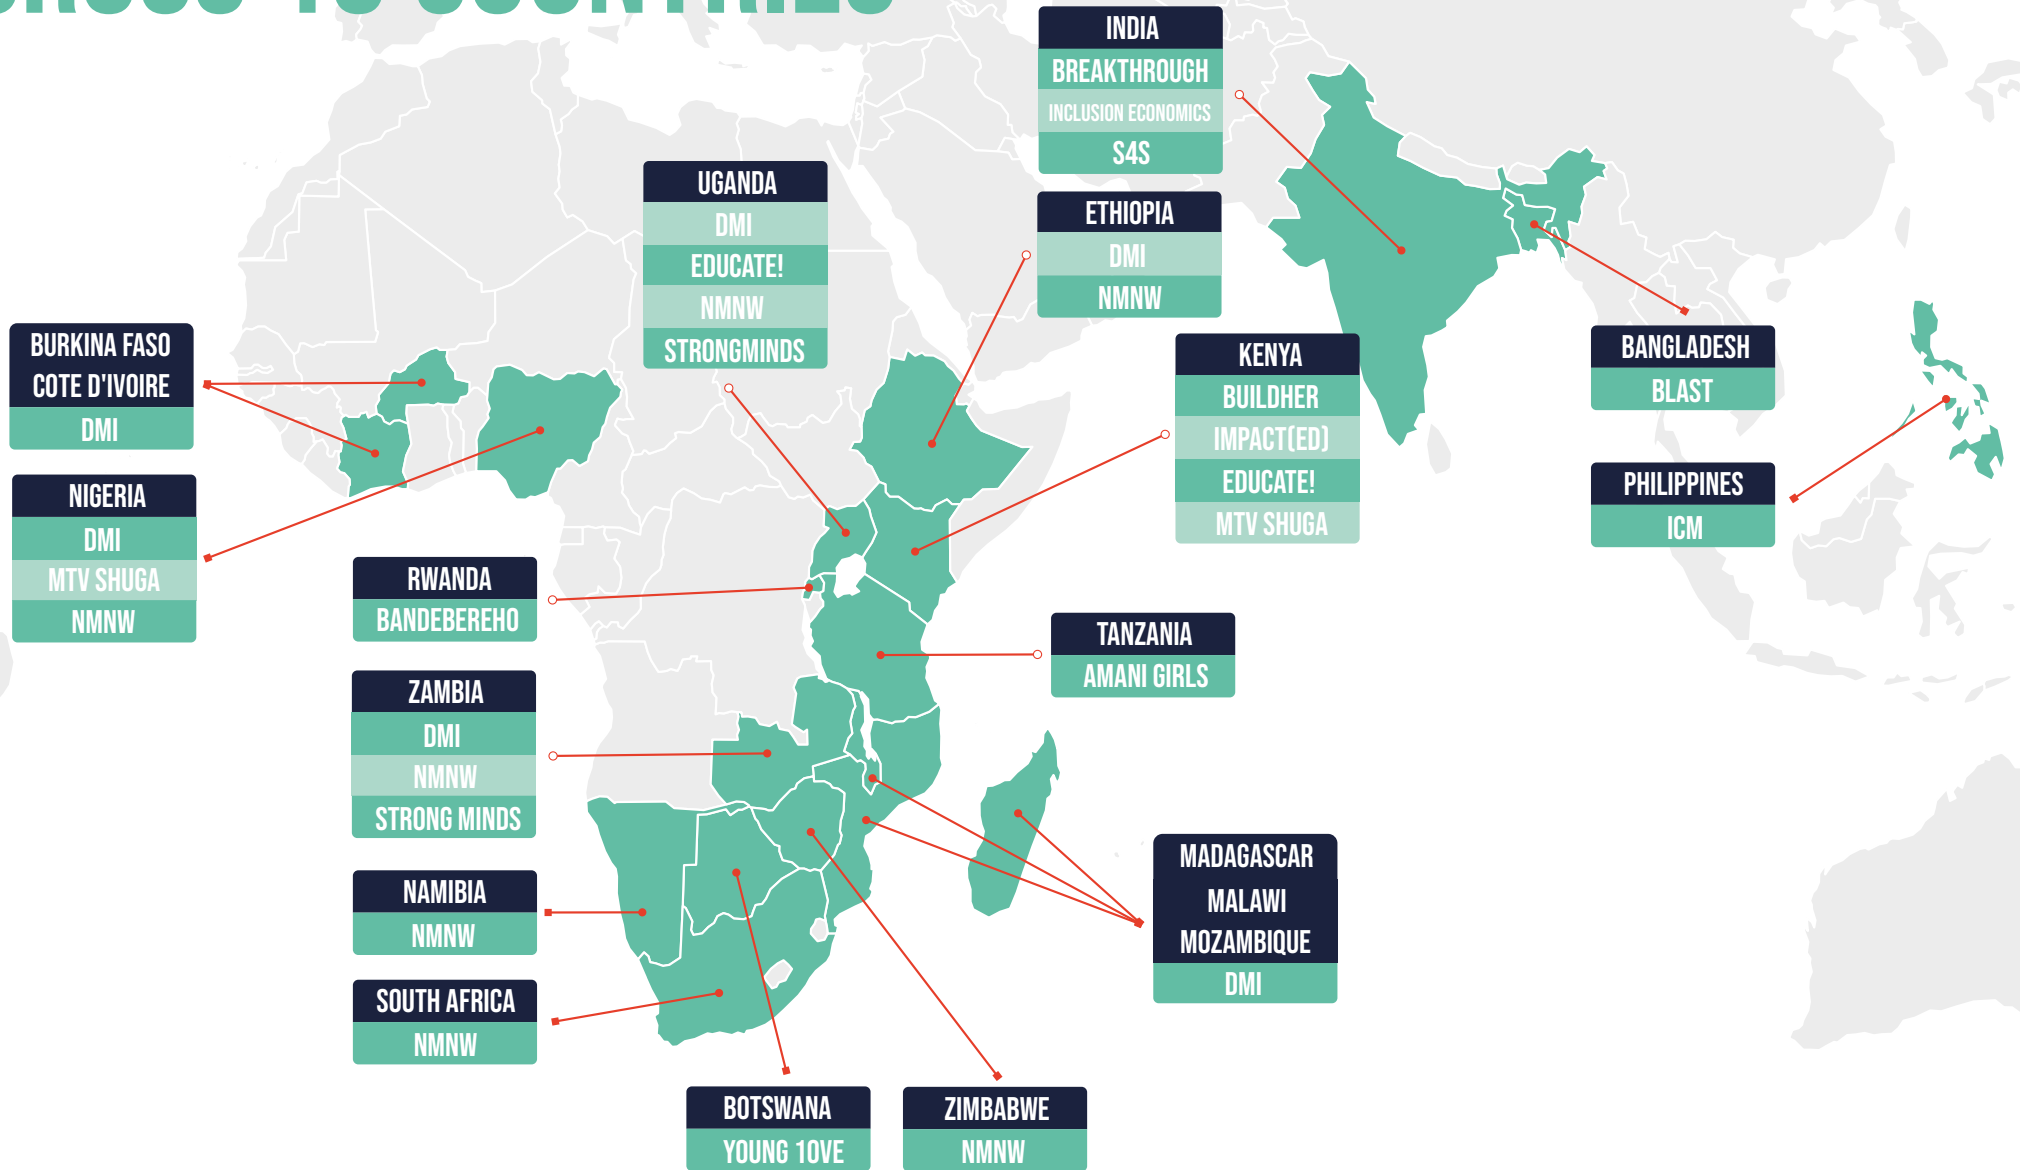 COUNTRIES
INDIA
BREAKTHROUGH
INCLUSION ECONOMICS
S4S
UGANDA
DMI
EDUCATE!
NMNW
STRONGMINDS
ETHIOPIA
DMI
NMNW
BURKINA FASO
COTE D'IVOIRE
DMI
KENYA
BUILDHER
IMPACT(ED)
EDUCATE!
MTV SHUGA
BANGLADESH
BLAST
PHILIPPINES
ICM
NIGERIA
DMI
MTV SHUGA
NMNW
RWANDA
BANDEBEREHO
TANZANIA
AMANI GIRLS
ZAMBIA
DMI
NMNW
STRONG MINDS
MADAGASCAR
MALAWI
MOZAMBIQUE
DMI
NAMIBIA
NMNW
SOUTH AFRICA
NMNW
BOTSWANA
YOUNG 1OVE
ZIMBABWE
NMNW